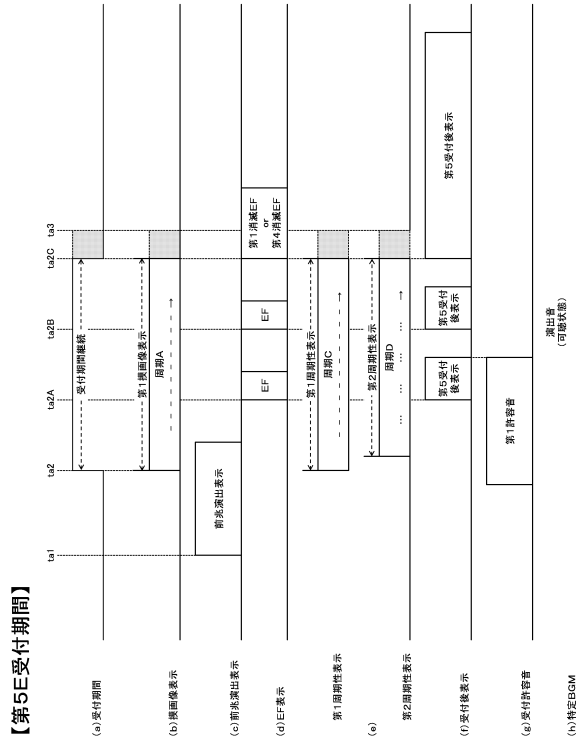 【第5E受付期間】
ta1
ta2
ta2A
ta2B
ta2C
ta3
(a)受付期間
受付期間継続
(b)摸画像表示
第1摸画像表示
周期A
(c)前兆演出表示
前兆演出表示
(d)EF表示
EF
EF
第1消滅EF
or
第4消滅EF
(e)
第1周期性表示
第1周期性表示
周期C
第2周期性表示
第2周期性表示
周期D
(f)受付後表示
第5受付
後表示
第5受付
後表示
第5受付後表示
(g)受付許容音
第1許容音
(h)特定BGM
演出音
(可聴状態)